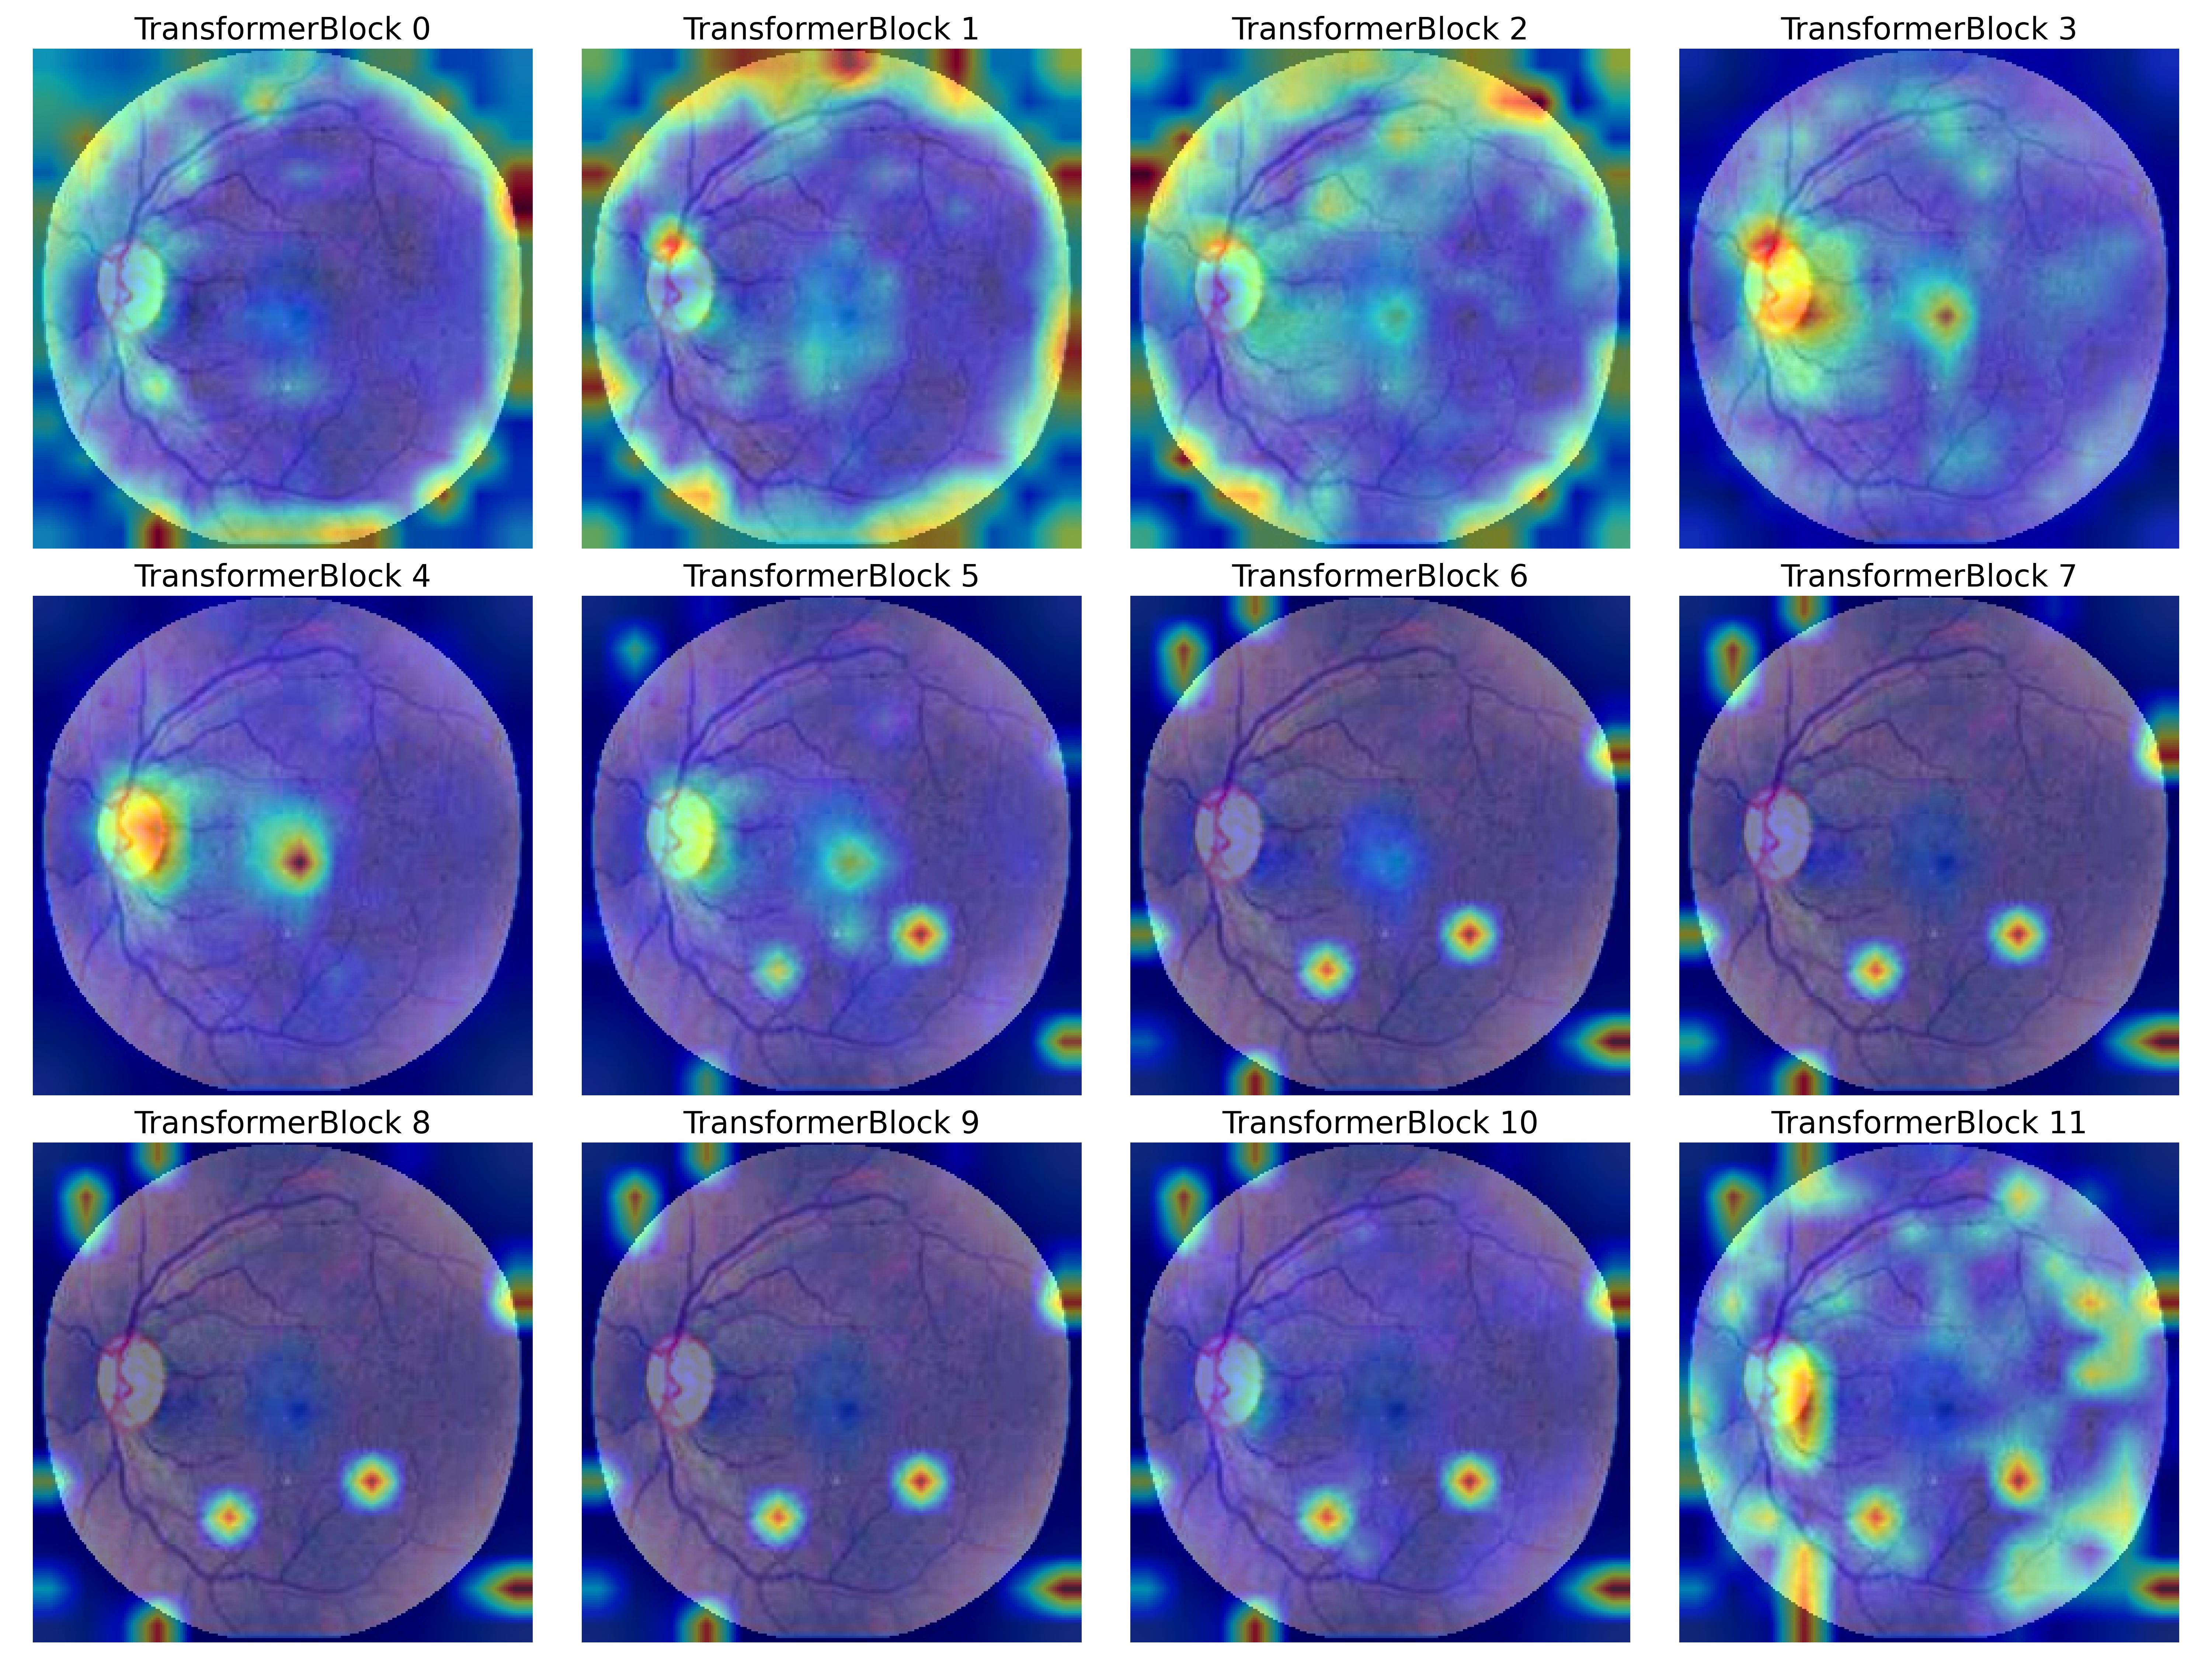 TransformerBlock 0
TransformerBlock 1
TransformerBlock 2
TransformerBlock 3
TransformerBlock 4
TransformerBlock 5
TransformerBlock 6
TransformerBlock 7
TransformerBlock 8
TransformerBlock 9
TransformerBlock 10
TransformerBlock 11